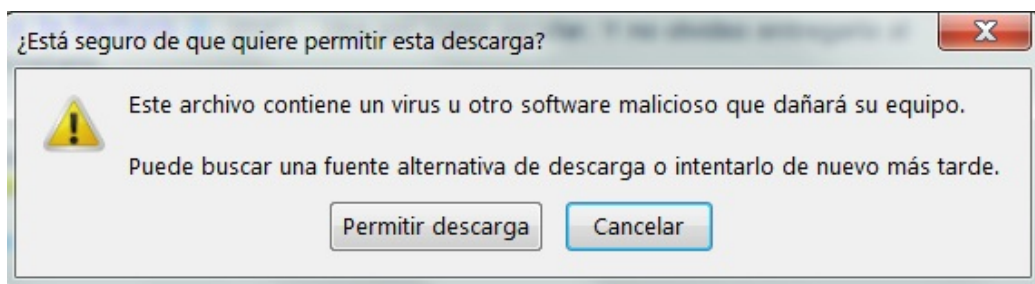 ¿Está seguro de que quiere permitir esta descarga?
Este archivo contiene un virus u otro software malicioso que dañará su equipo.
Puede buscar una fuente alternativa de descarga o intentarlo de nuevo más tarde.
Permitir descarga
Cancelar